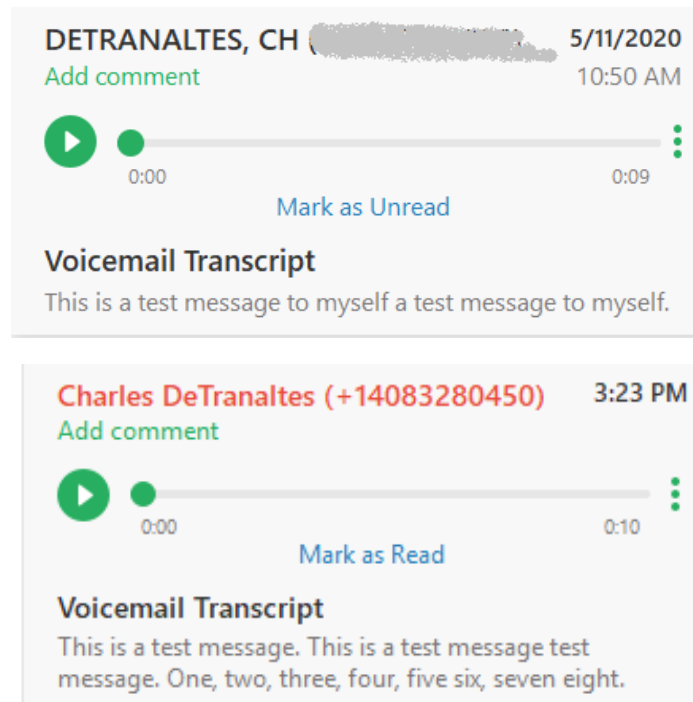 DETRANALTES, CH (
5/11/2020
Add comment
10:50 AM
0:00
0:09
Mark as Unread
Voicemail Transcript
This is a test message to myself a test message to myself.
Charles DeTranaltes (+14083280450)
3:23 PM
Add comment
0:00
0:10
Mark as Read
Voicemail Transcript
This is a test message. This is a test message test
message. One, two, three, four, five six, seven eight.